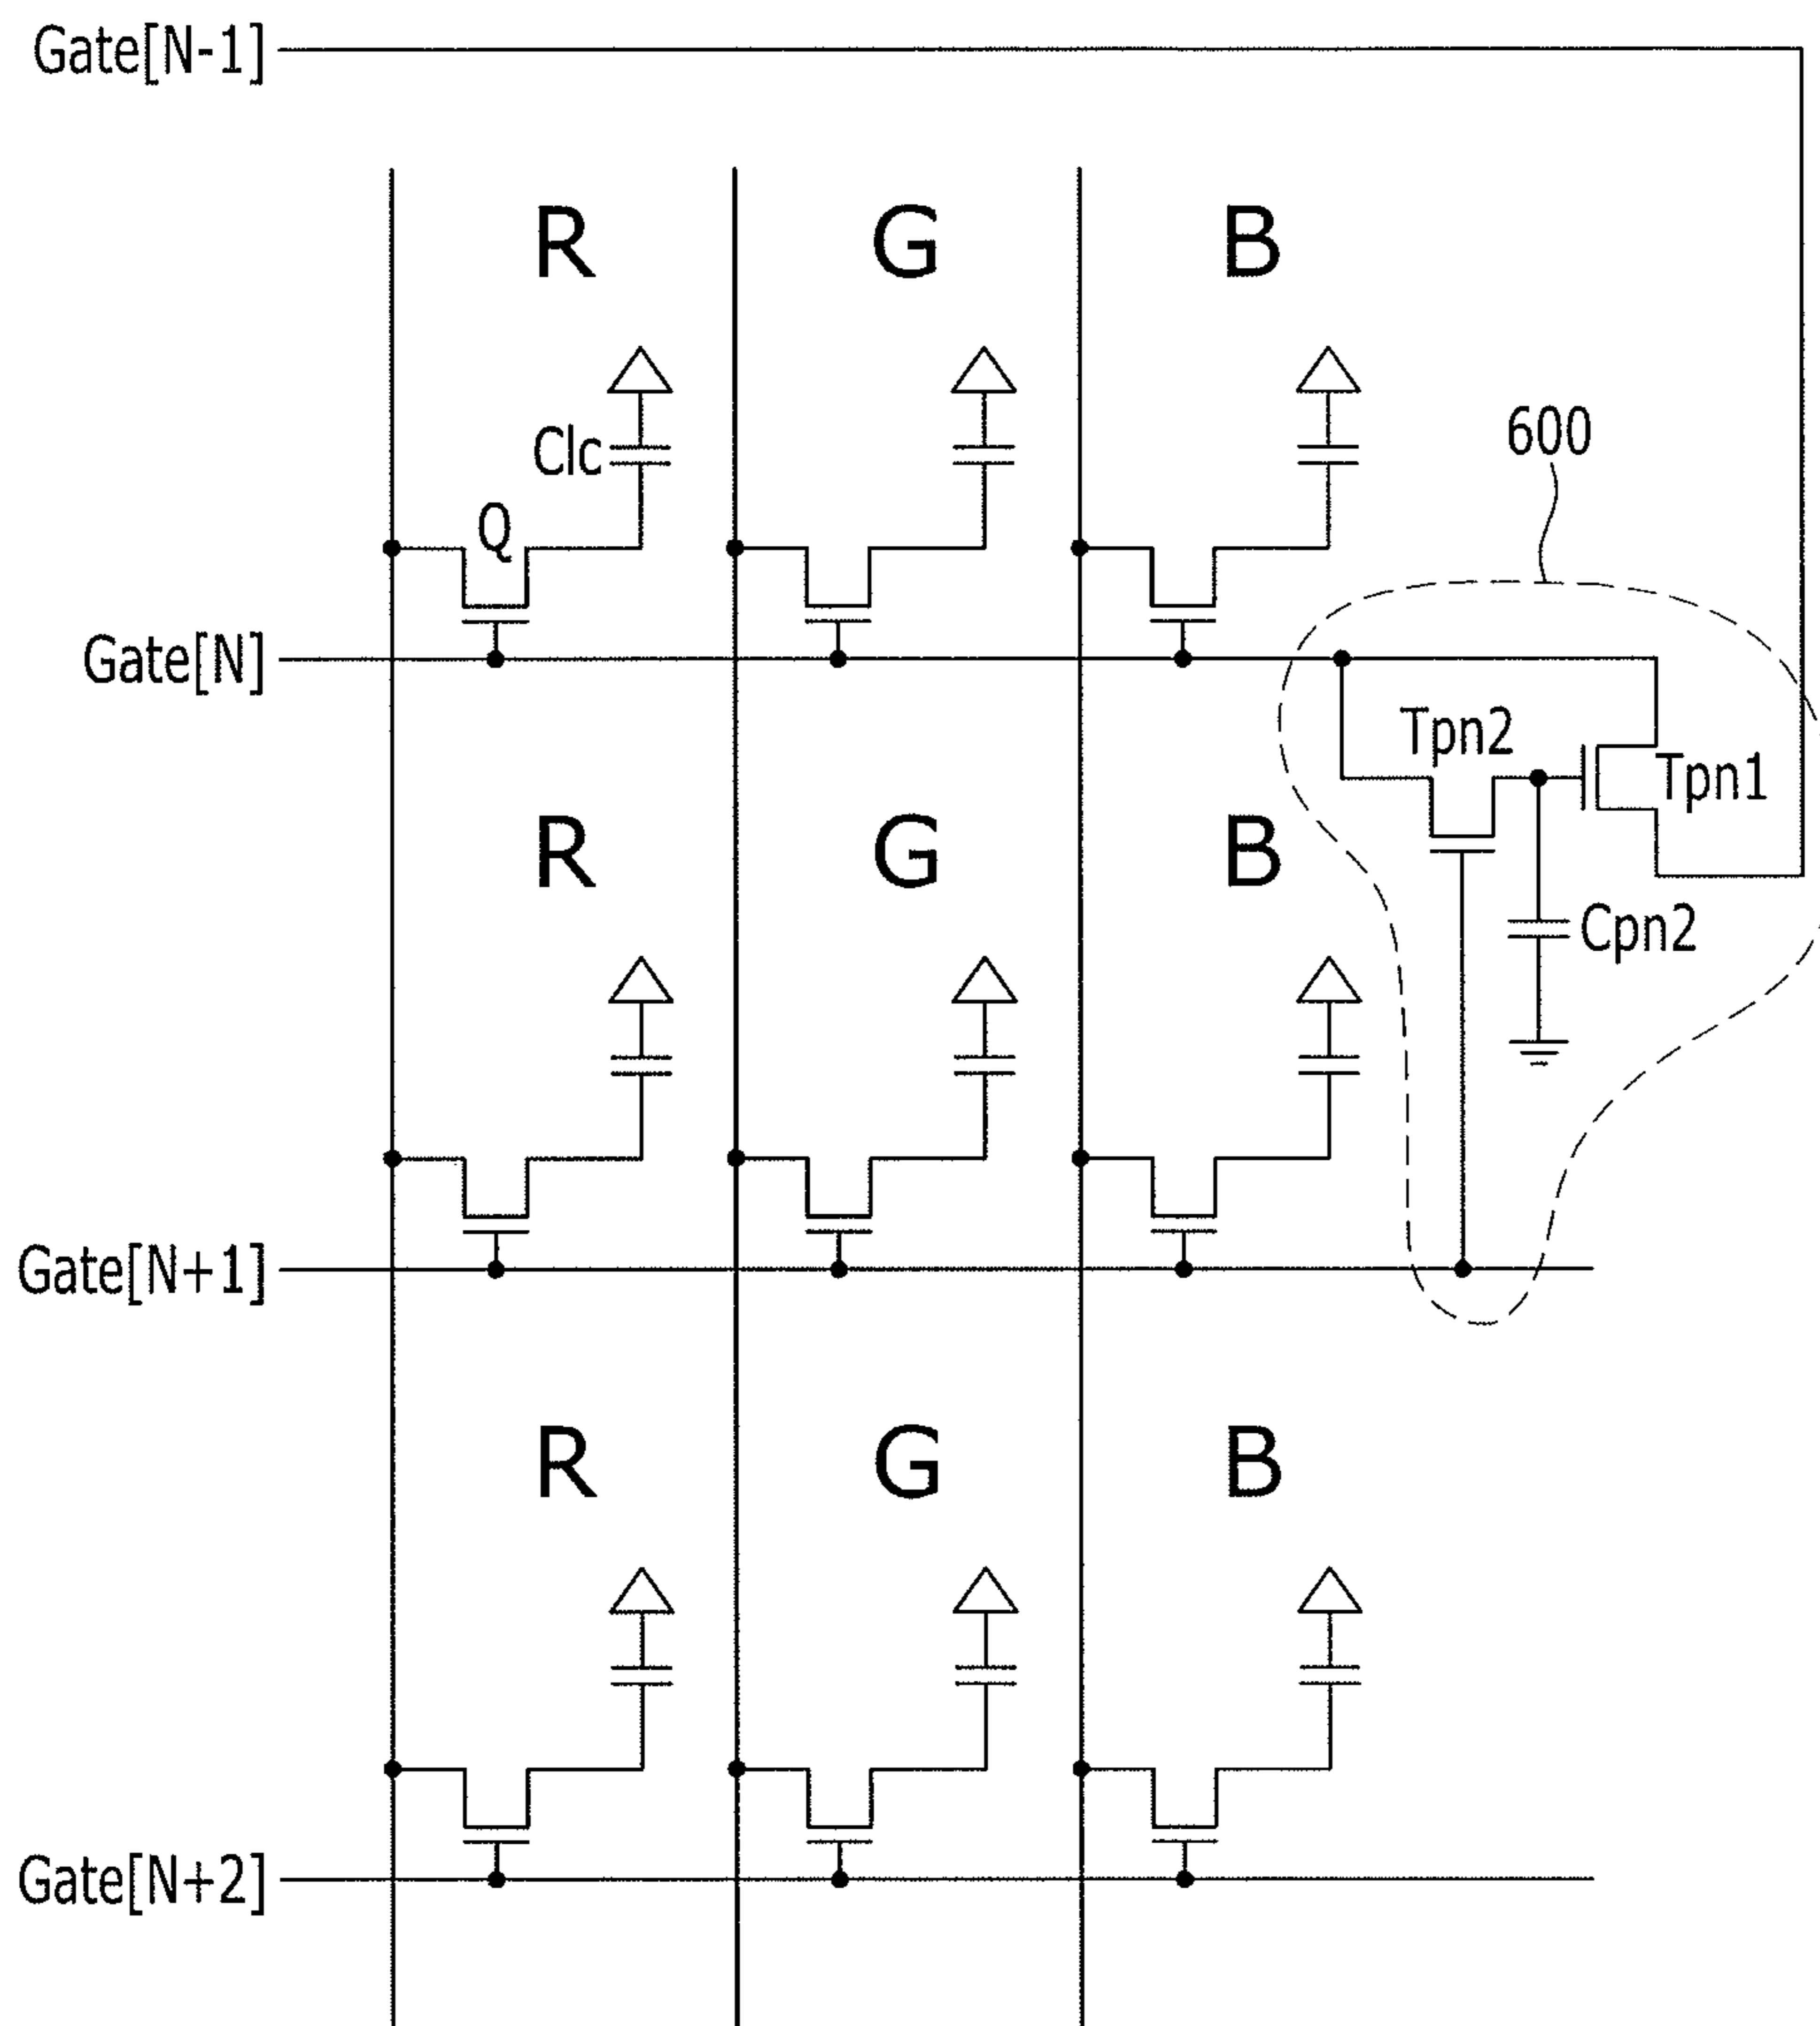 Gate[N-1]
R G B
Clc
600
Q
Gate[N]
Tpn2
Tpn1
R G B
Cpn2
Gate[N+1]
R G B
Gate[N+2]